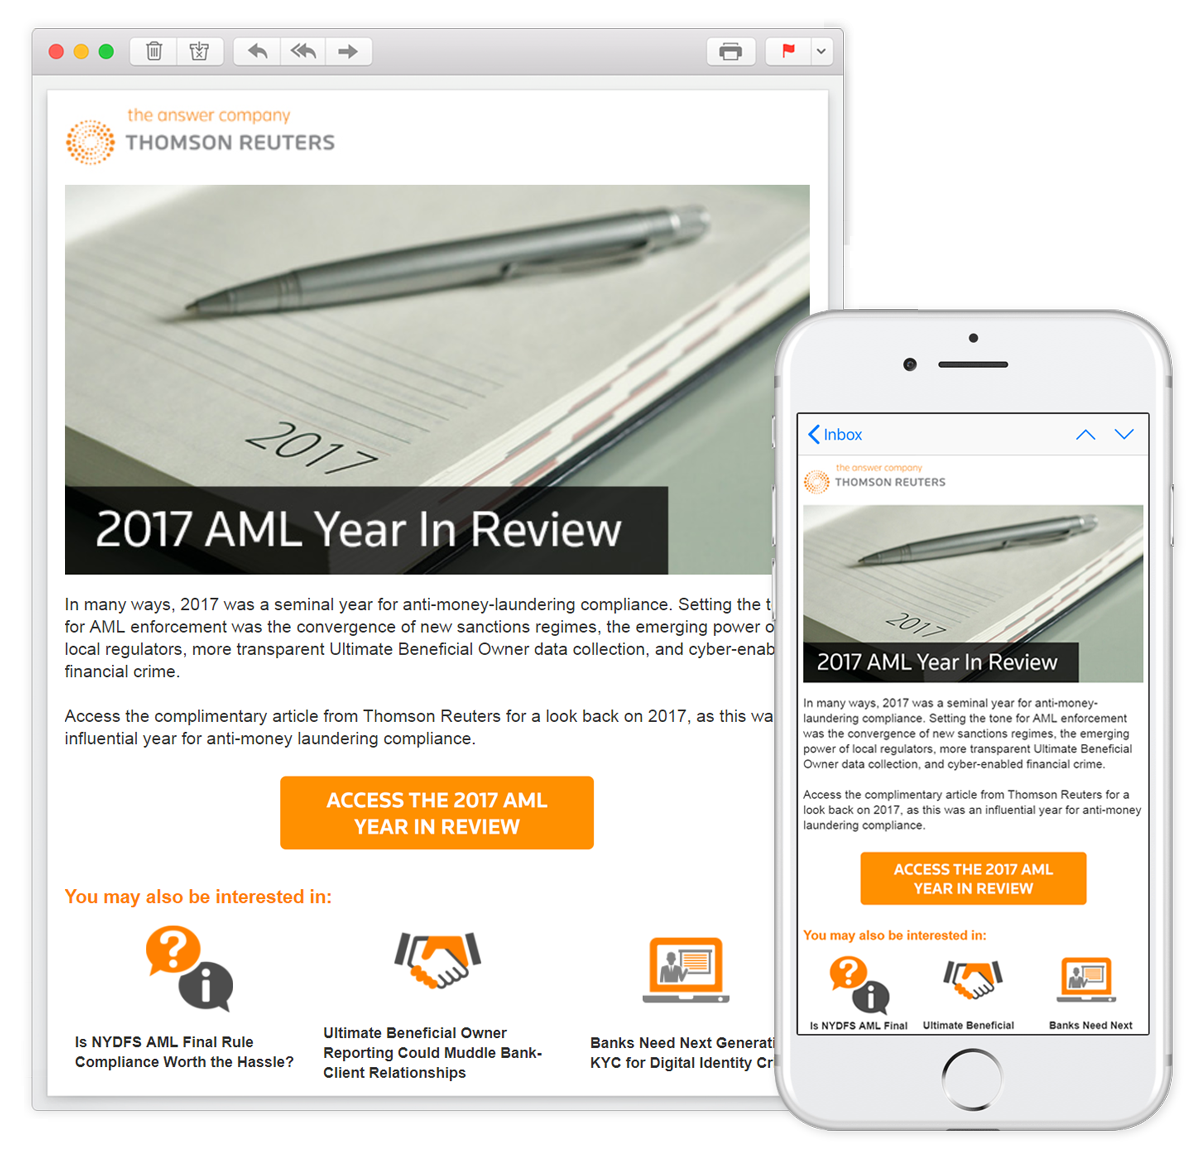 the answer company
THOMSON REUTERS
2017
2017 AML Year In Review
In many ways, 2017 was a seminal year for anti-money-laundering compliance. Setting the t
for AML enforcement was the convergence of new sanctions regimes, the emerging power o
local regulators, more transparent Ultimate Beneficial Owner data collection, and cyber-enab
financial crime.
Access the complimentary article from Thomson Reuters for a look back on 2017, as this wa
influential year for anti-money laundering compliance.
ACCESS THE 2017 AML
YEAR IN REVIEW
You may also be interested in:
?
i
Is NYDFS AML Final Rule
Compliance Worth the Hassle?
Ultimate Beneficial Owner
Reporting Could Muddle Bank-
Client Relationships
Banks Need Next Generati
KYC for Digital Identity Cr
Inbox
the answer company
THOMSON REUTERS
2017
2017 AML Year In Review
In many ways, 2017 was a seminal year for anti-money-
laundering compliance. Setting the tone for AML enforcement
was the convergence of new sanctions regimes, the emerging
power of local regulators, more transparent Ultimate Beneficial
Owner data collection, and cyber-enabled financial crime.
Access the complimentary article from Thomson Reuters for a
look back on 2017, as this was an influential year for anti-money
laundering compliance.
ACCESS THE 2017 AML
YEAR IN REVIEW
You may also be interested in:
?
i
Is NYDFS AML Final
Ultimate Beneficial
Banks Need Next